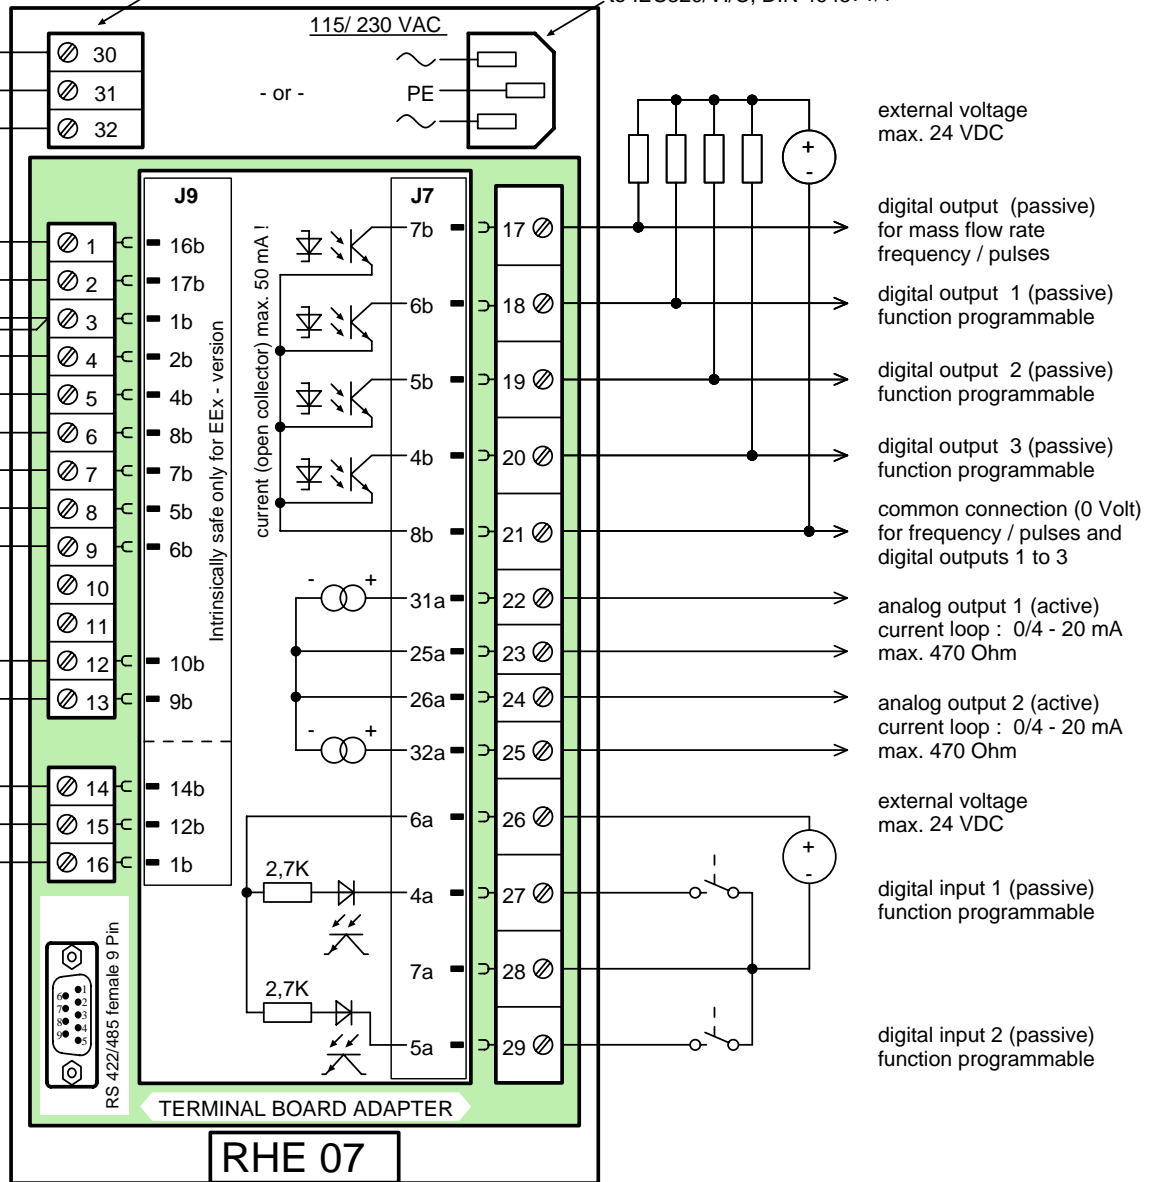 115/ 230 VAC
30
31
32
- or -
PE
external voltage
max. 24 VDC
+
-
J9
J7
1
16b
2
17b
3
1b
4
2b
5
4b
6
8b
7
7b
8
5b
9
6b
10
11
12
10b
13
9b
14
14b
15
12b
16
1b
Intrinsically safe only for EEx - version
current (open collector) max. 50 mA !
7b
17
digital output (passive)
for mass flow rate
frequency / pulses
6b
18
digital output 1 (passive)
function programmable
5b
19
digital output 2 (passive)
function programmable
4b
20
digital output 3 (passive)
function programmable
8b
21
common connection (0 Volt)
for frequency / pulses and
digital outputs 1 to 3
- +
31a
22
analog output 1 (active)
current loop : 0/4 - 20 mA
max. 470 Ohm
25a
23
26a
24
analog output 2 (active)
current loop : 0/4 - 20 mA
max. 470 Ohm
- +
32a
25
6a
26
external voltage
max. 24 VDC
+
-
2,7K
4a
27
digital input 1 (passive)
function programmable
7a
28
2,7K
5a
29
digital input 2 (passive)
function programmable
1
2
3
4
5
6
7
8
9
RS 422/485 female 9 Pin
TERMINAL BOARD ADAPTER
RHE 07